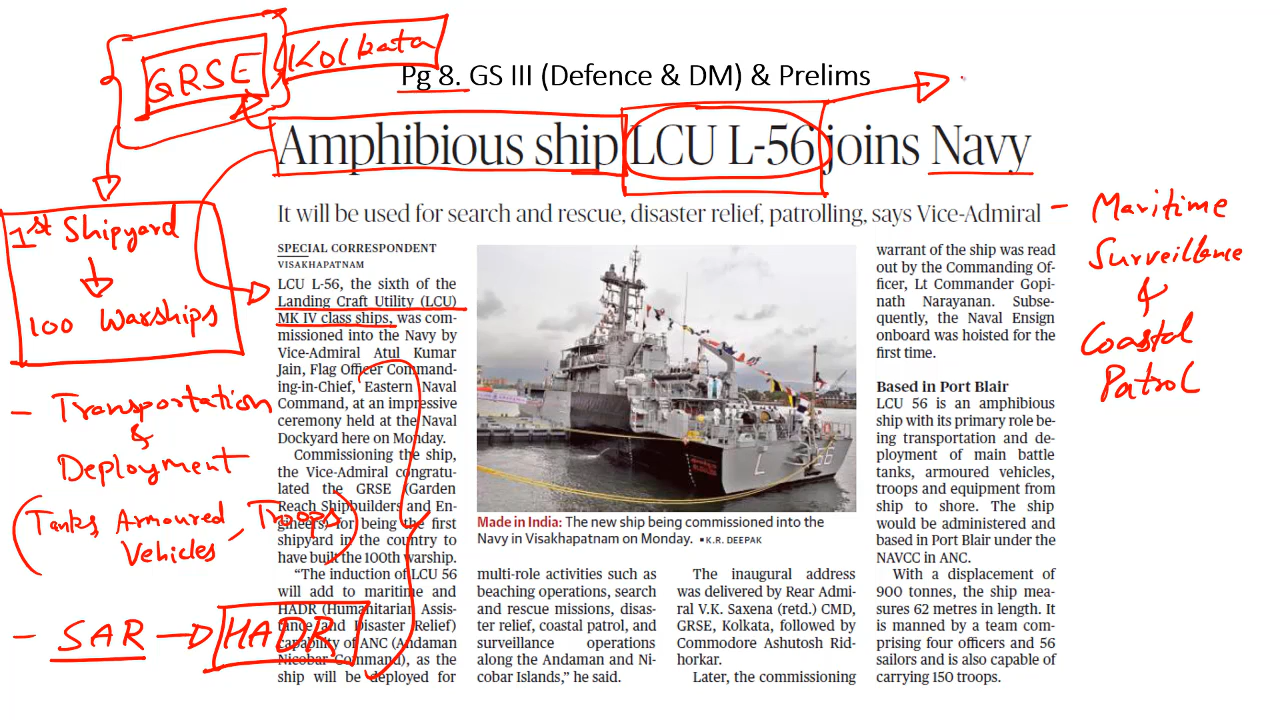 GRSE
Kolkata
Pg 8. GS III (Defence & DM) & Prelims
Amphibious ship LCU L-56 joins Navy
It will be used for search and rescue, disaster relief, patrolling, says Vice-Admiral
1st Shipyard
100 Warships
- Transportation
&
Deployment
(Tanks, Armoured Vehicles, Troops)
- SAR → HADR
SPECIAL CORRESPONDENT
VISAKHAPATNAM
LCU L-56, the sixth of the
Landing Craft Utility (LCU)
MK IV class ships, was com-
missioned into the Navy by
Vice-Admiral Atul Kumar
Jain, Flag Officer Command-
ing-in-Chief, Eastern Naval
Command, at an impressive
ceremony held at the Naval
Dockyard here on Monday.
Commissioning the ship,
the Vice-Admiral congratu-
lated the GRSE (Garden
Reach Shipbuilders and En-
gineers) for being the first
shipyard in the country to
have built the 100th warship.
“The induction of LCU 56
will add to maritime and
HADR (Humanitarian Assis-
tance and Disaster Relief)
capability of ANC (Andaman
Nicobar Command), as the
ship will be deployed for
L 56
Made in India: The new ship being commissioned into the
Navy in Visakhapatnam on Monday. •K.R. DEEPAK
multi-role activities such as
beaching operations, search
and rescue missions, disas-
ter relief, coastal patrol, and
surveillance operations
along the Andaman and Ni-
cobar Islands,” he said.
The inaugural address
was delivered by Rear Admi-
ral V.K. Saxena (retd.) CMD,
GRSE, Kolkata, followed by
Commodore Ashutosh Rid-
horkar.
Later, the commissioning
warrant of the ship was read
out by the Commanding Of-
ficer, Lt Commander Gopi-
nath Narayanan. Subse-
quently, the Naval Ensign
onboard was hoisted for the
first time.
Based in Port Blair
LCU 56 is an amphibious
ship with its primary role be-
ing transportation and de-
ployment of main battle
tanks, armoured vehicles,
troops and equipment from
ship to shore. The ship
would be administered and
based in Port Blair under the
NAVCC in ANC.
With a displacement of
900 tonnes, the ship mea-
sures 62 metres in length. It
is manned by a team com-
prising four officers and 56
sailors and is also capable of
carrying 150 troops.
- Maritime
Surveillance
&
Coastal
Patrol